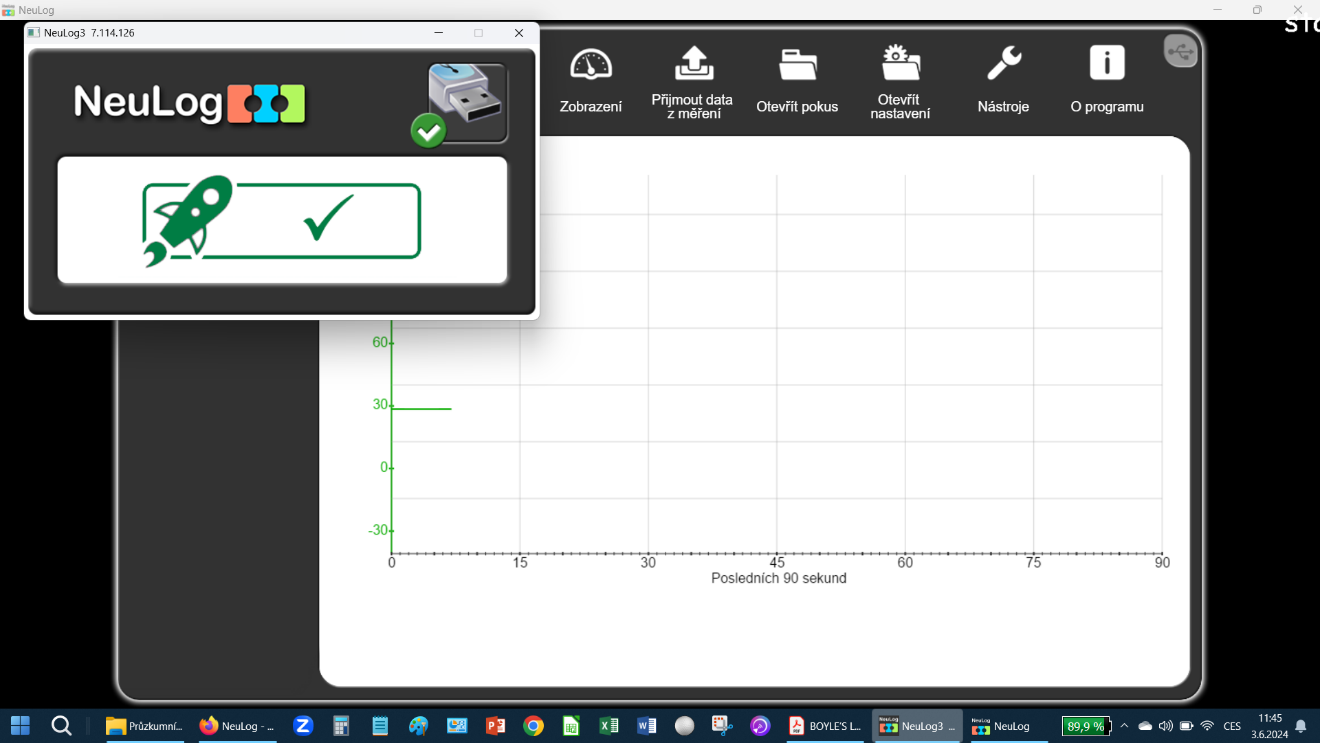 NeuLog
NeuLog3 7.114.126
NeuLog
Zobrazení
Přijmout data
z měření
Otevřít pokus
Otevřít
nastavení
Nástroje
O programu
60
30
0
-30
0 15 30 45 60 75 90
Posledních 90 sekund
Průzkumní...
NeuLog - ...
BOYLE'S L...
NeuLog3 ...
NeuLog
89,9 %
CES
11:45
3.6.2024